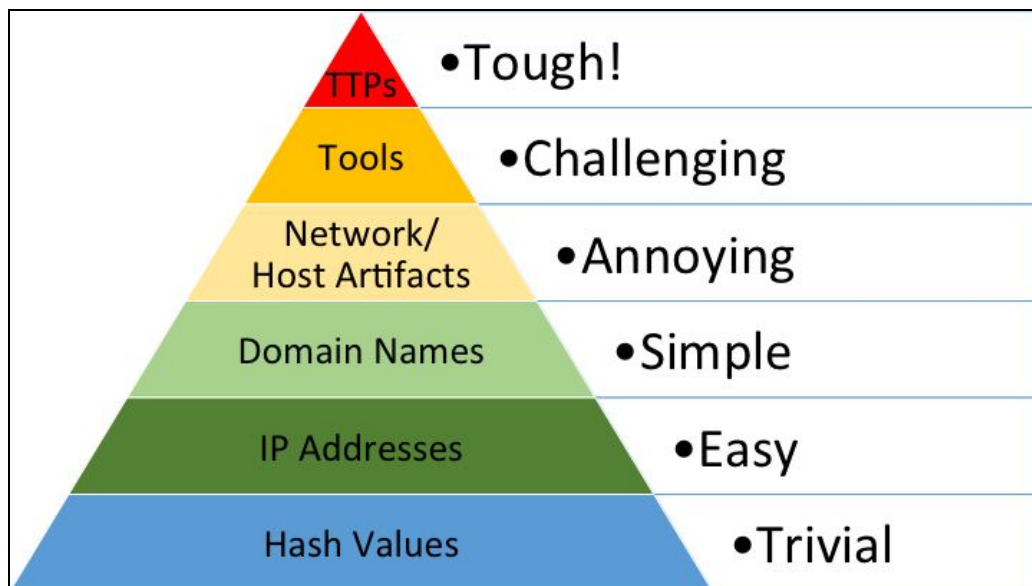 TTPs
•Tough!
Tools
•Challenging
Network/
Host Artifacts
•Annoying
Domain Names
•Simple
IP Addresses
•Easy
Hash Values
•Trivial